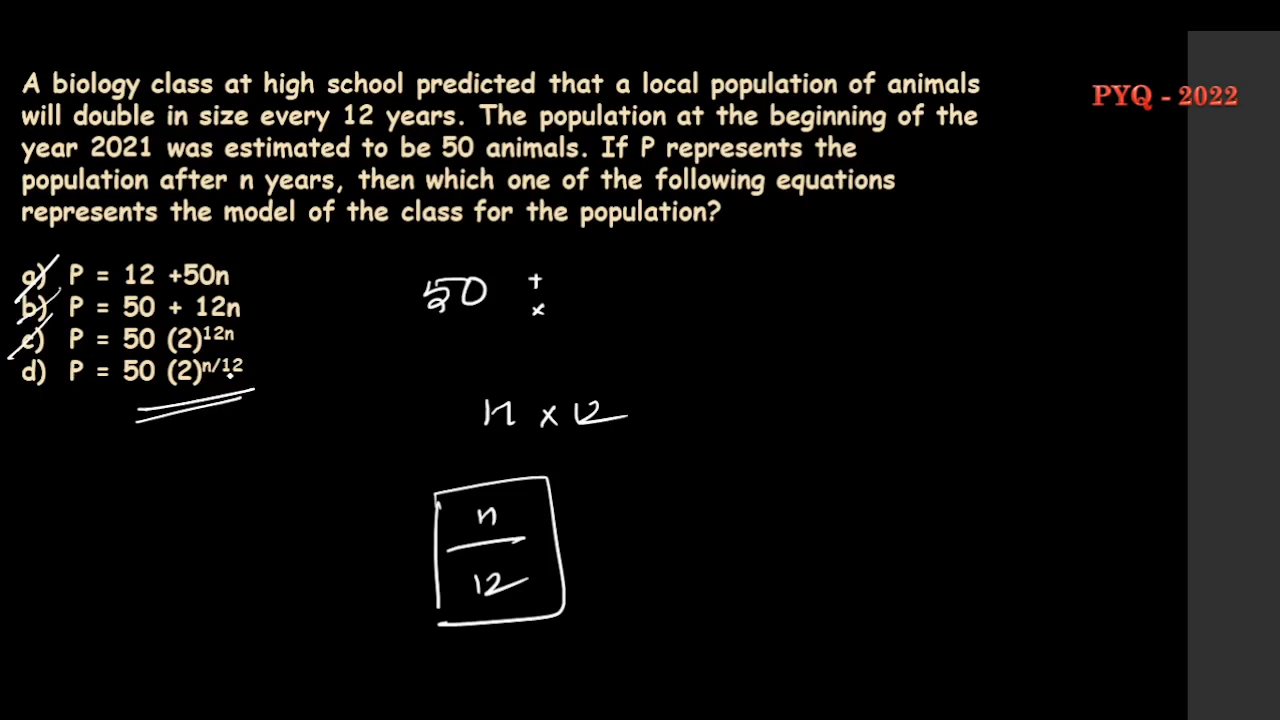 A biology class at high school predicted that a local population of animals
will double in size every 12 years. The population at the beginning of the
year 2021 was estimated to be 50 animals. If P represents the
population after n years, then which one of the following equations
represents the model of the class for the population?
PYQ - 2022
a) P = 12 +50n
b) P = 50 + 12n
c) P = 50 (2)^12n
d) P = 50 (2)^n/12
50 +
×
n × 12
n
12